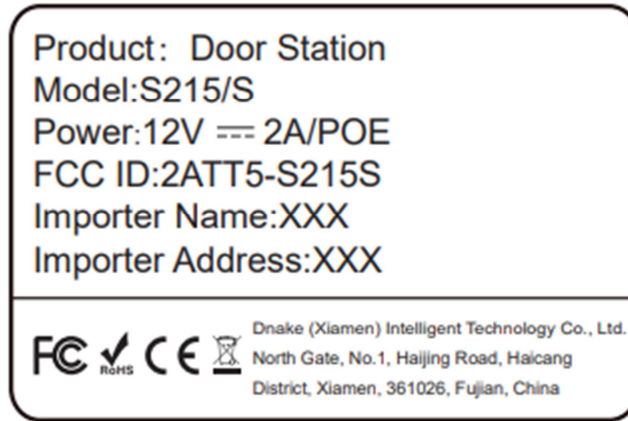 Product： Door Station
Model:S215/S
Power:12V ⎓ 2A/POE
FCC ID:2ATT5-S215S
Importer Name:XXX
Importer Address:XXX
FC RoHS CE
Dnake (Xiamen) Intelligent Technology Co., Ltd.
North Gate, No.1, Haijing Road, Haicang
District, Xiamen, 361026, Fujian, China